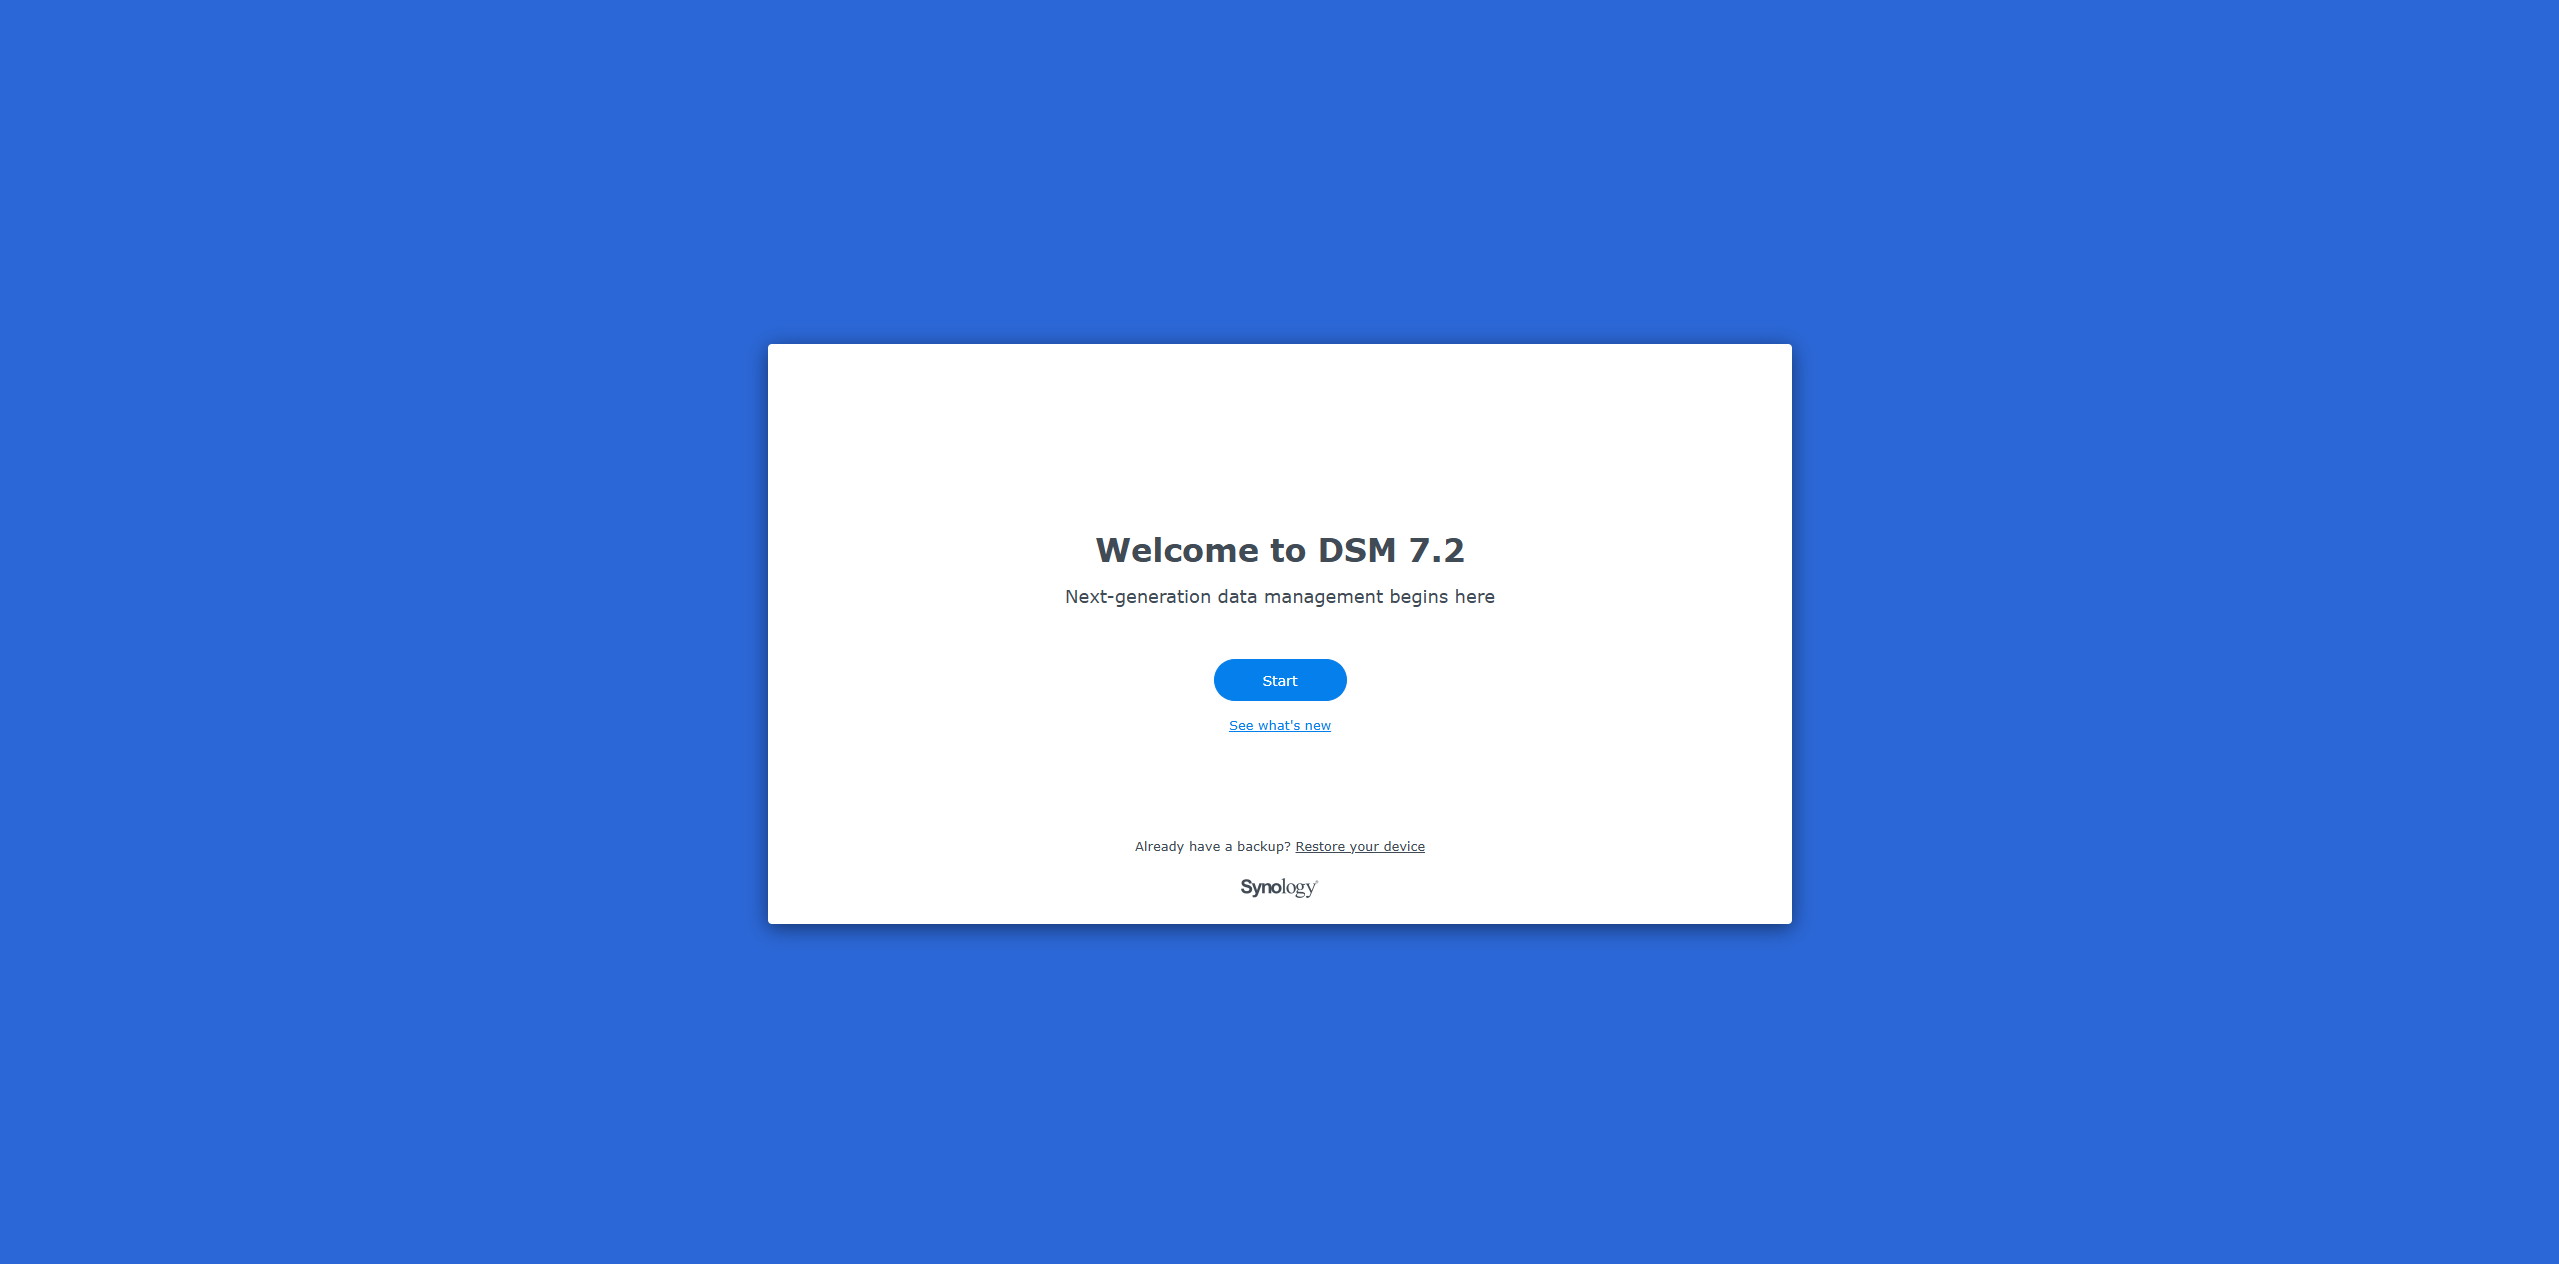 Welcome to DSM 7.2
Next-generation data management begins here
Start
See what's new
Already have a backup? Restore your device
Synology®